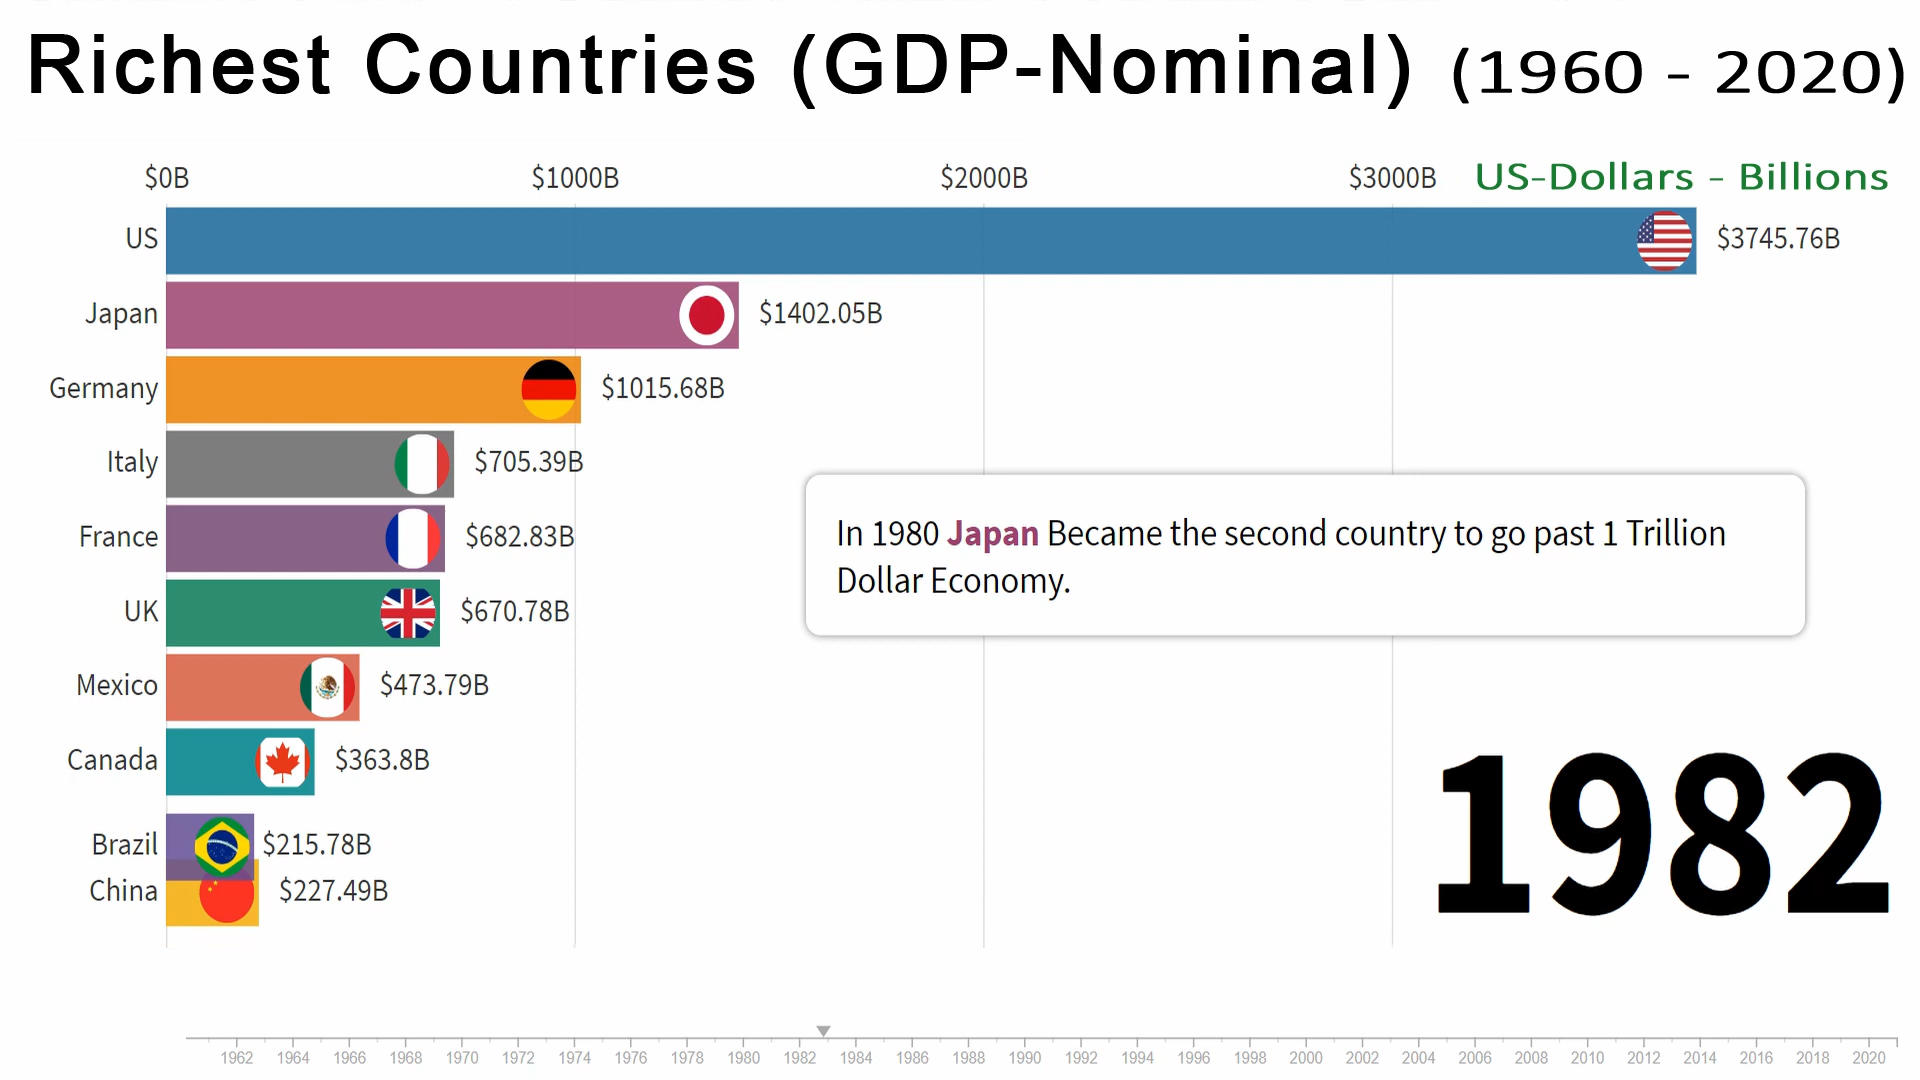 Richest Countries (GDP-Nominal) (1960 - 2020)
$0B $1000B $2000B $3000B US-Dollars - Billions
US $3745.76B
Japan $1402.05B
Germany $1015.68B
Italy $705.39B
France $682.83B
In 1980 Japan Became the second country to go past 1 Trillion
Dollar Economy.
UK $670.78B
Mexico $473.79B
Canada $363.8B
Brazil $215.78B
China $227.49B
1982
1962 1964 1966 1968 1970 1972 1974 1976 1978 1980 1982 1984 1986 1988 1990 1992 1994 1996 1998 2000 2002 2004 2006 2008 2010 2012 2014 2016 2018 2020